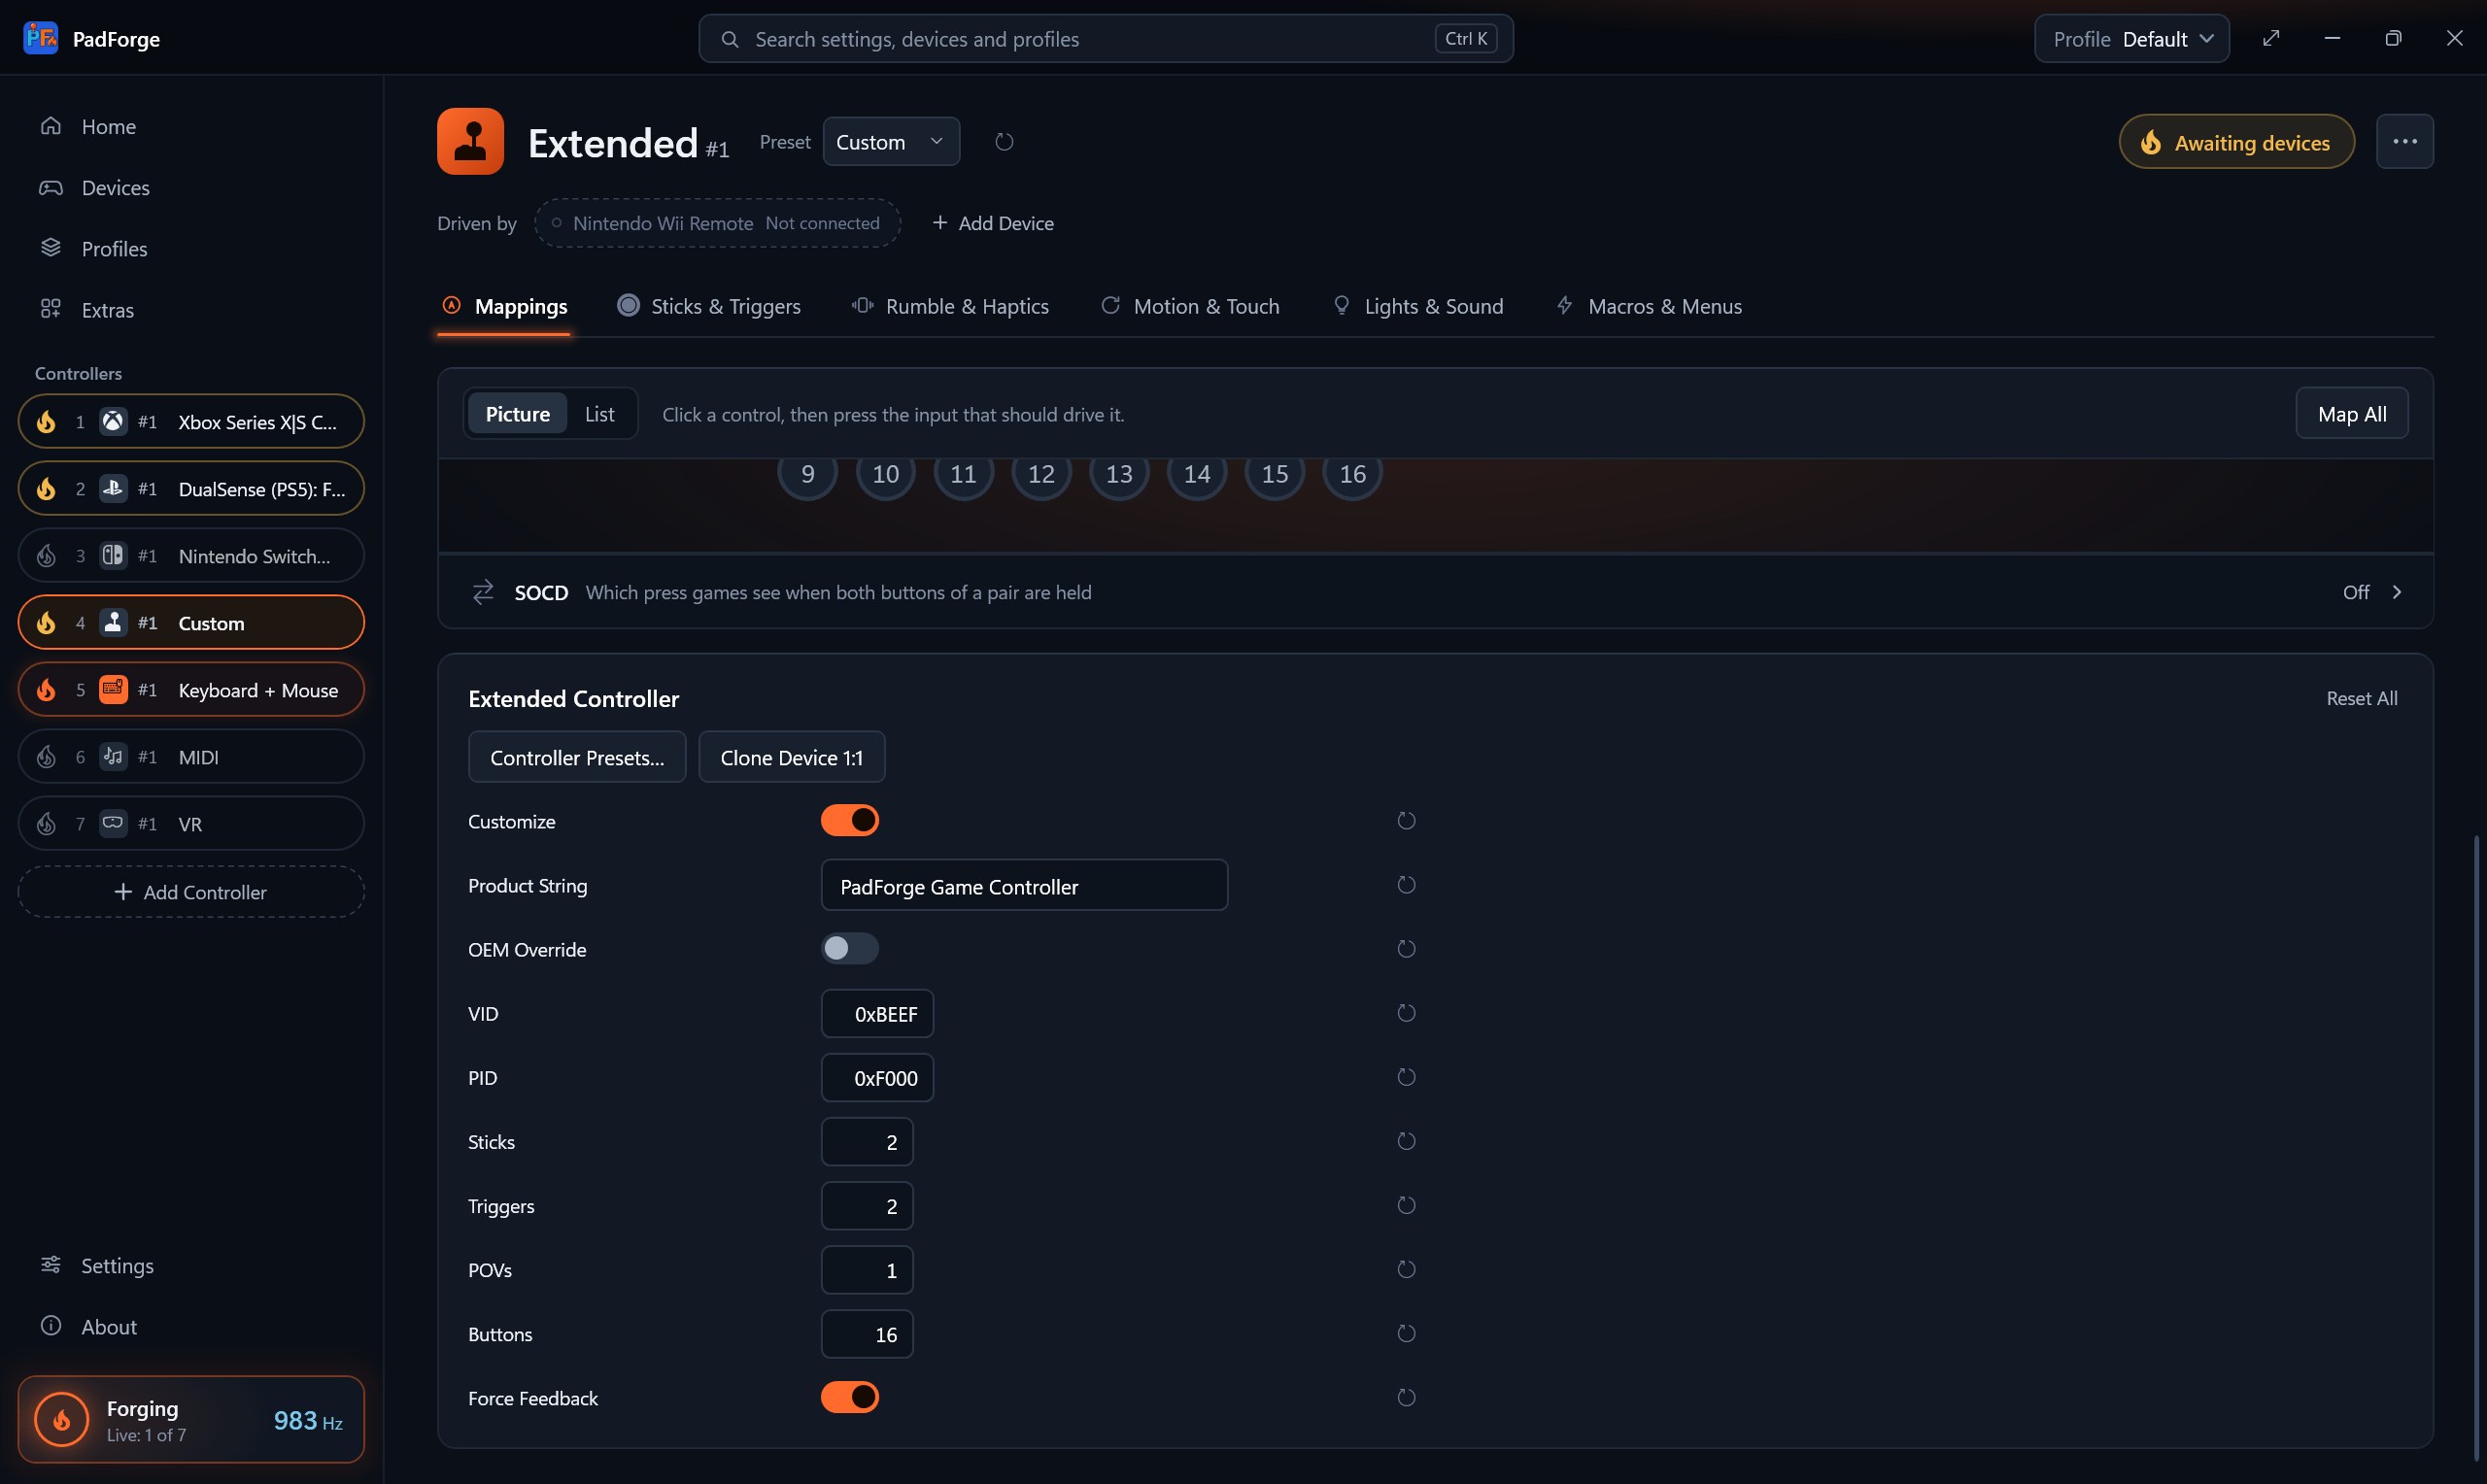 PadForge
Search settings, devices and profiles
Ctrl K
Profile Default
Home
Devices
Profiles
Extras
Controllers
1 #1 Xbox Series X|S C...
2 #1 DualSense (PS5): F...
3 #1 Nintendo Switch...
4 #1 Custom
5 #1 Keyboard + Mouse
6 #1 MIDI
7 #1 VR
+ Add Controller
Settings
About
Forging
Live: 1 of 7
983 Hz
Extended #1
Preset Custom
Awaiting devices
Driven by Nintendo Wii Remote Not connected + Add Device
Mappings
Sticks & Triggers
Rumble & Haptics
Motion & Touch
Lights & Sound
Macros & Menus
Picture List Click a control, then press the input that should drive it.
Map All
9 10 11 12 13 14 15 16
SOCD Which press games see when both buttons of a pair are held
Off
Extended Controller
Reset All
Controller Presets...
Clone Device 1:1
Customize
Product String PadForge Game Controller
OEM Override
VID 0xBEEF
PID 0xF000
Sticks 2
Triggers 2
POVs 1
Buttons 16
Force Feedback